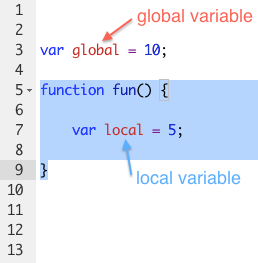 1 global variable
2
3 var global = 10;
4
5 function fun() {
6
7 var local = 5;
8
9 }
10 local variable
11
12
13